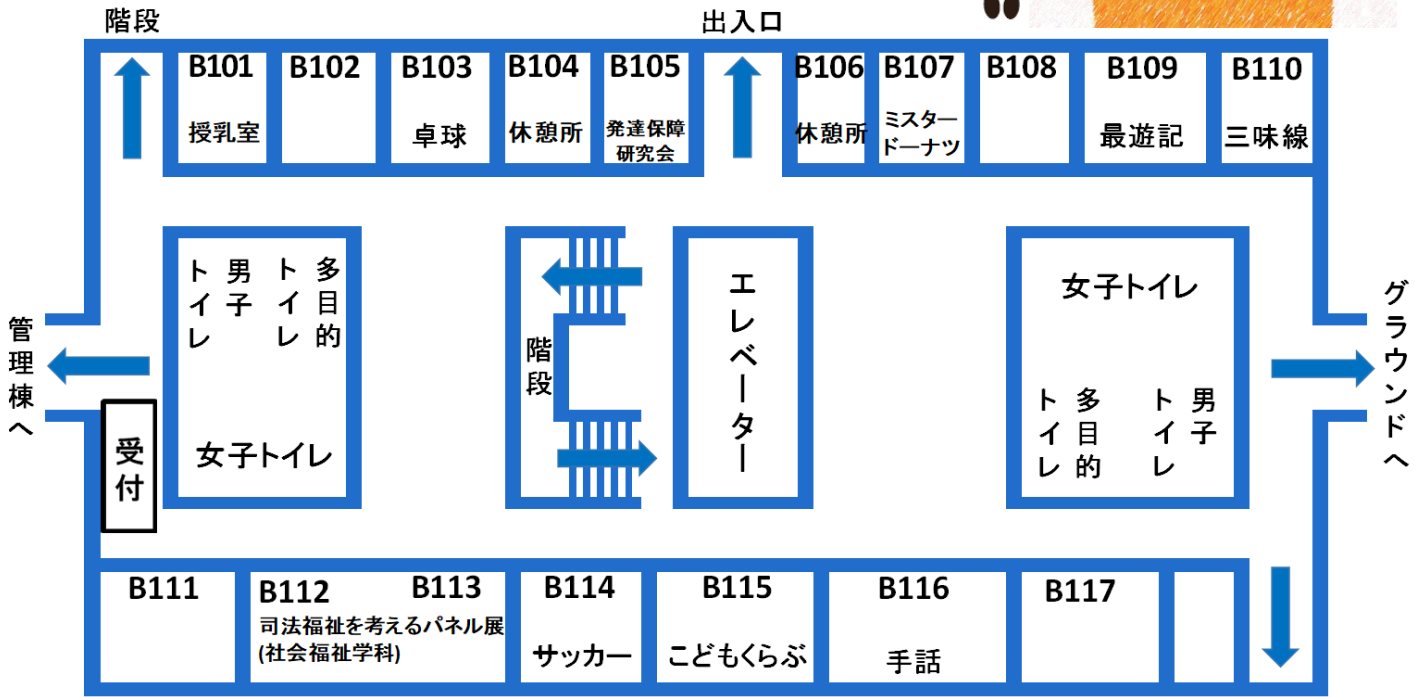 階段
出入口
B101
授乳室
B102
B103
卓球
B104
休憩所
B105
発達保障
研究会
B106
休憩所
B107
ミスター
ドーナツ
B108
B109
最遊記
B110
三味線
男子
トイレ
多目的
トイレ
女子トイレ
階段
エレベーター
女子トイレ
多目的
トイレ
男子
トイレ
管理棟へ
グラウンドへ
受付
B111
B112
B113
司法福祉を考えるパネル展
(社会福祉学科)
B114
サッカー
B115
こどもくらぶ
B116
手話
B117